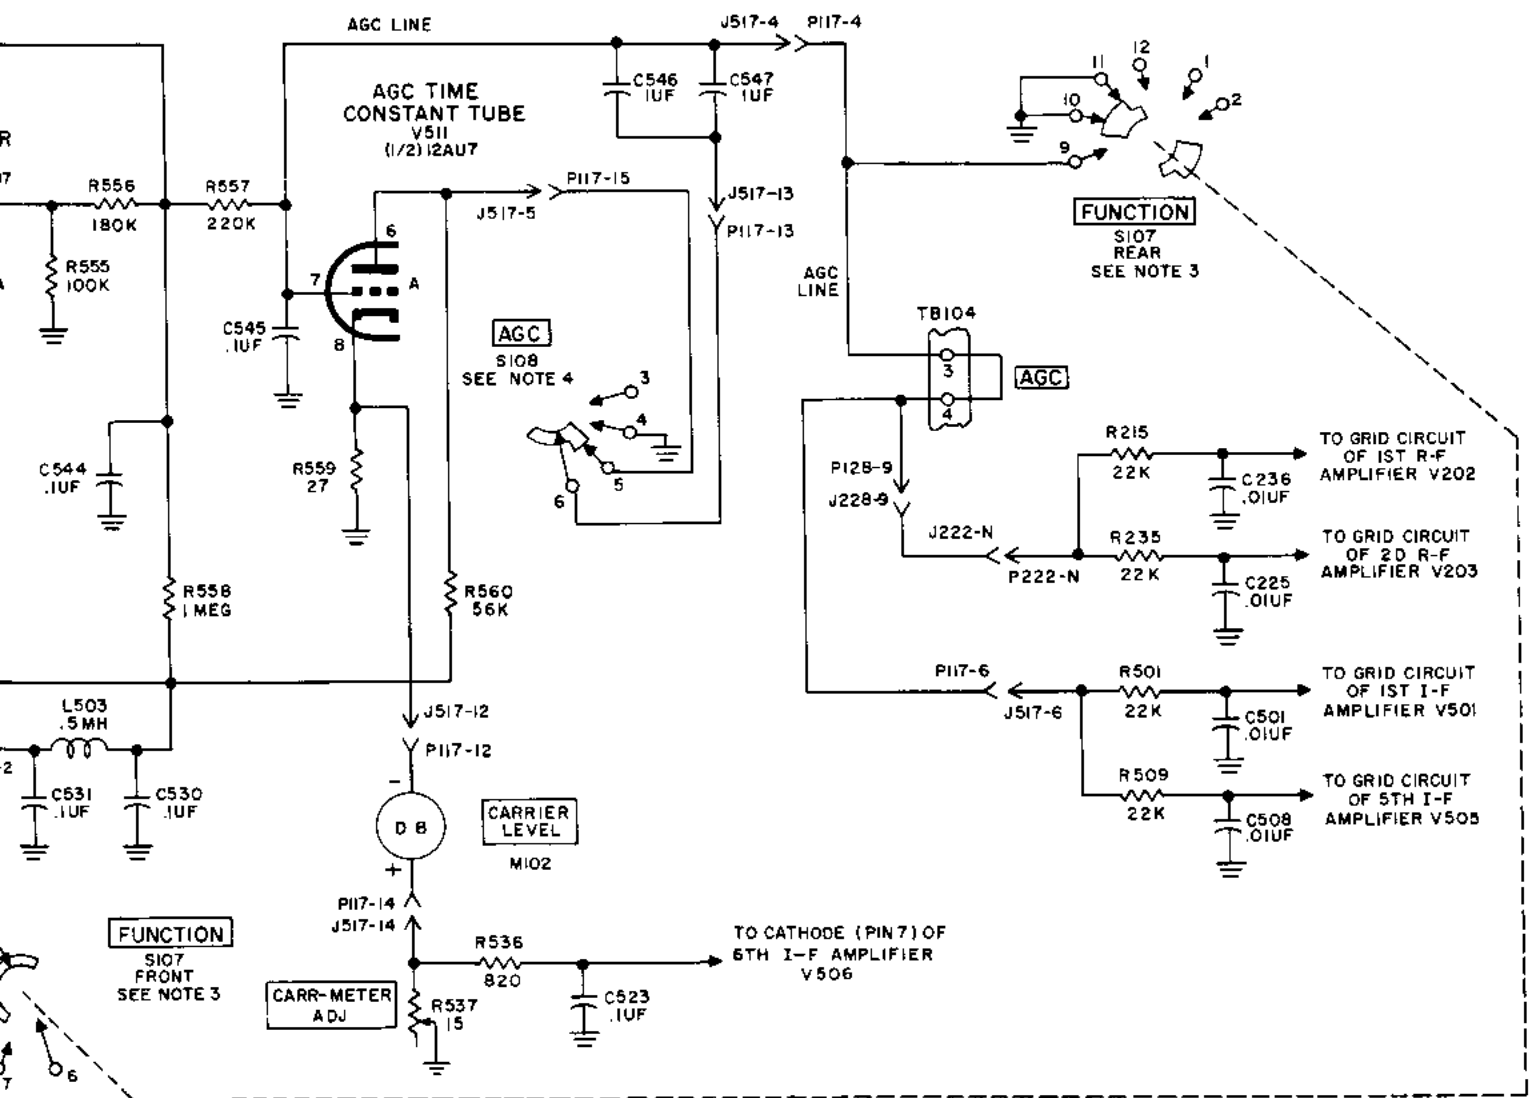 AGC LINE
J517-4 P117-4
AGC TIME
CONSTANT TUBE
V511
(1/2) 12AU7
C546
.1UF
C547
.1UF
11
12
1
2
10
9
R
R556
180K
R557
220K
7
P117-15
J517-5
J517-13
P117-13
FUNCTION
S107
REAR
SEE NOTE 3
R555
100K
A
6
7
A
8
C545
.1UF
AGC
LINE
TB104
3
4
AGC
AGC
S108
SEE NOTE 4
3
4
5
6
C544
.1UF
R559
27
P128-9
J228-9
J222-N
P222-N
R215
22K
C236
.01UF
TO GRID CIRCUIT
OF 1ST R-F
AMPLIFIER V202
R235
22K
C225
.01UF
TO GRID CIRCUIT
OF 2D R-F
AMPLIFIER V203
R558
1 MEG
R560
56K
P117-6
J517-6
R501
22K
C501
.01UF
TO GRID CIRCUIT
OF 1ST I-F
AMPLIFIER V501
L503
.5MH
J517-12
P117-12
-2
C531
.1UF
C530
.1UF
-
DB
+
CARRIER
LEVEL
M102
R509
22K
C508
.01UF
TO GRID CIRCUIT
OF 5TH I-F
AMPLIFIER V505
P117-14
J517-14
FUNCTION
S107
FRONT
SEE NOTE 3
R536
820
TO CATHODE (PIN 7) OF
6TH I-F AMPLIFIER
V506
CARR-METER
ADJ
R537
15
C523
.1UF
7
6